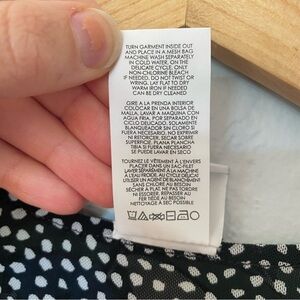 TURN GARMENT INSIDE OUT
AND PLACE IN A MESH BAG
MACHINE WASH SEPARATELY
IN COLD WATER, ON THE
DELICATE CYCLE. ONLY
NON-CHLORINE BLEACH
IF NEEDED. DO NOT TWIST OR
WRING. LAY FLAT TO DRY
WARM IRON IF NEEDED
CAN BE DRY CLEANED
GIRE A LA PRENDA INTERIOR
COLOCAR EN UNA BOLSA DE
MALLA, LAVAR A MAQUINA CON
AGUA FRIA, POR SEPARADO EN
CICLO DELICADO. SOLAMENTE
BLANQUEADOR SIN CLORO SI
FUERA NECESARIO, NO EXPRIMIR
NI RETORCER, SECAR SOBRE
SUPERFICIE, PLANA PLANCHA
TIBIA SI FUERA NECESARIO
SE PUEDE LAVAR EN SECO
TOURNEZ LE VÊTEMENT À L'ENVERS
PLACER DANS UN SAC-FILET
LAVER SÉPARÉMENT À LA MACHINE
À L'EAU FROIDE, AU CYCLE DÉLICAT
UTILISER UN AGENT DE BLANCHIMENT
SANS CHLORE AU BESOIN
SÉCHER À PLAT, NE PAS TORDRE
NI ESSORER, REPASSER AU
FER TIÈDE AU BESOIN
NETTOYAGE À SEC POSSIBLE